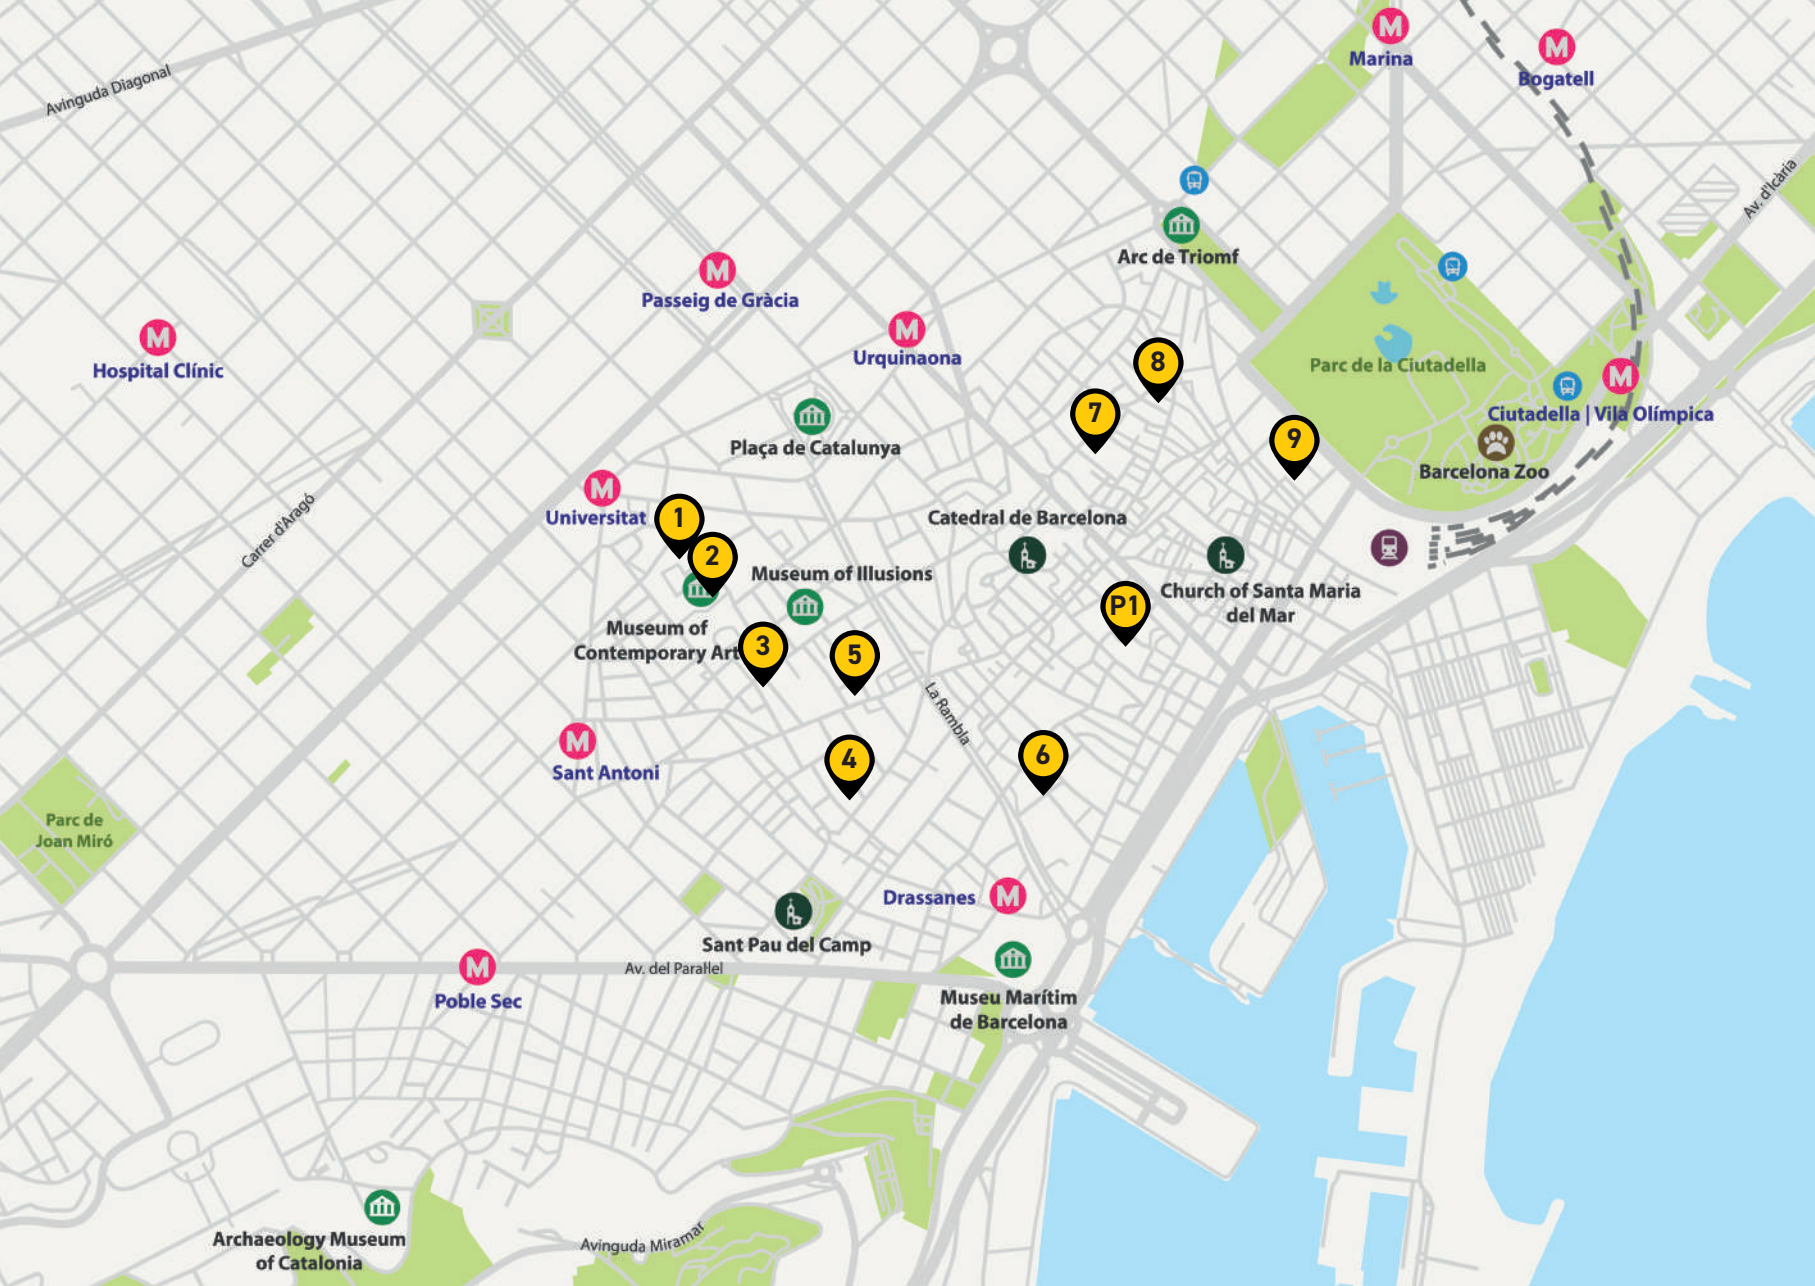 M
Marina
M
Bogatell
Avinguda Diagonal
Av. d'Icària
Arc de Triomf
M
Passeig de Gràcia
M
Urquinaona
M
Hospital Clínic
8
Parc de la Ciutadella
M
Ciutadella | Vila Olímpica
7
9
Barcelona Zoo
Plaça de Catalunya
M
Universitat
1
Catedral de Barcelona
Carrer d'Aragó
2
Museum of Illusions
Church of Santa Maria
del Mar
P1
Museum of
Contemporary Art
3
5
La Rambla
M
Sant Antoni
4
6
Parc de
Joan Miró
Drassanes
M
Sant Pau del Camp
Av. del Paral·lel
M
Poble Sec
Museu Marítim
de Barcelona
Archaeology Museum
of Catalonia
Avinguda Miramar